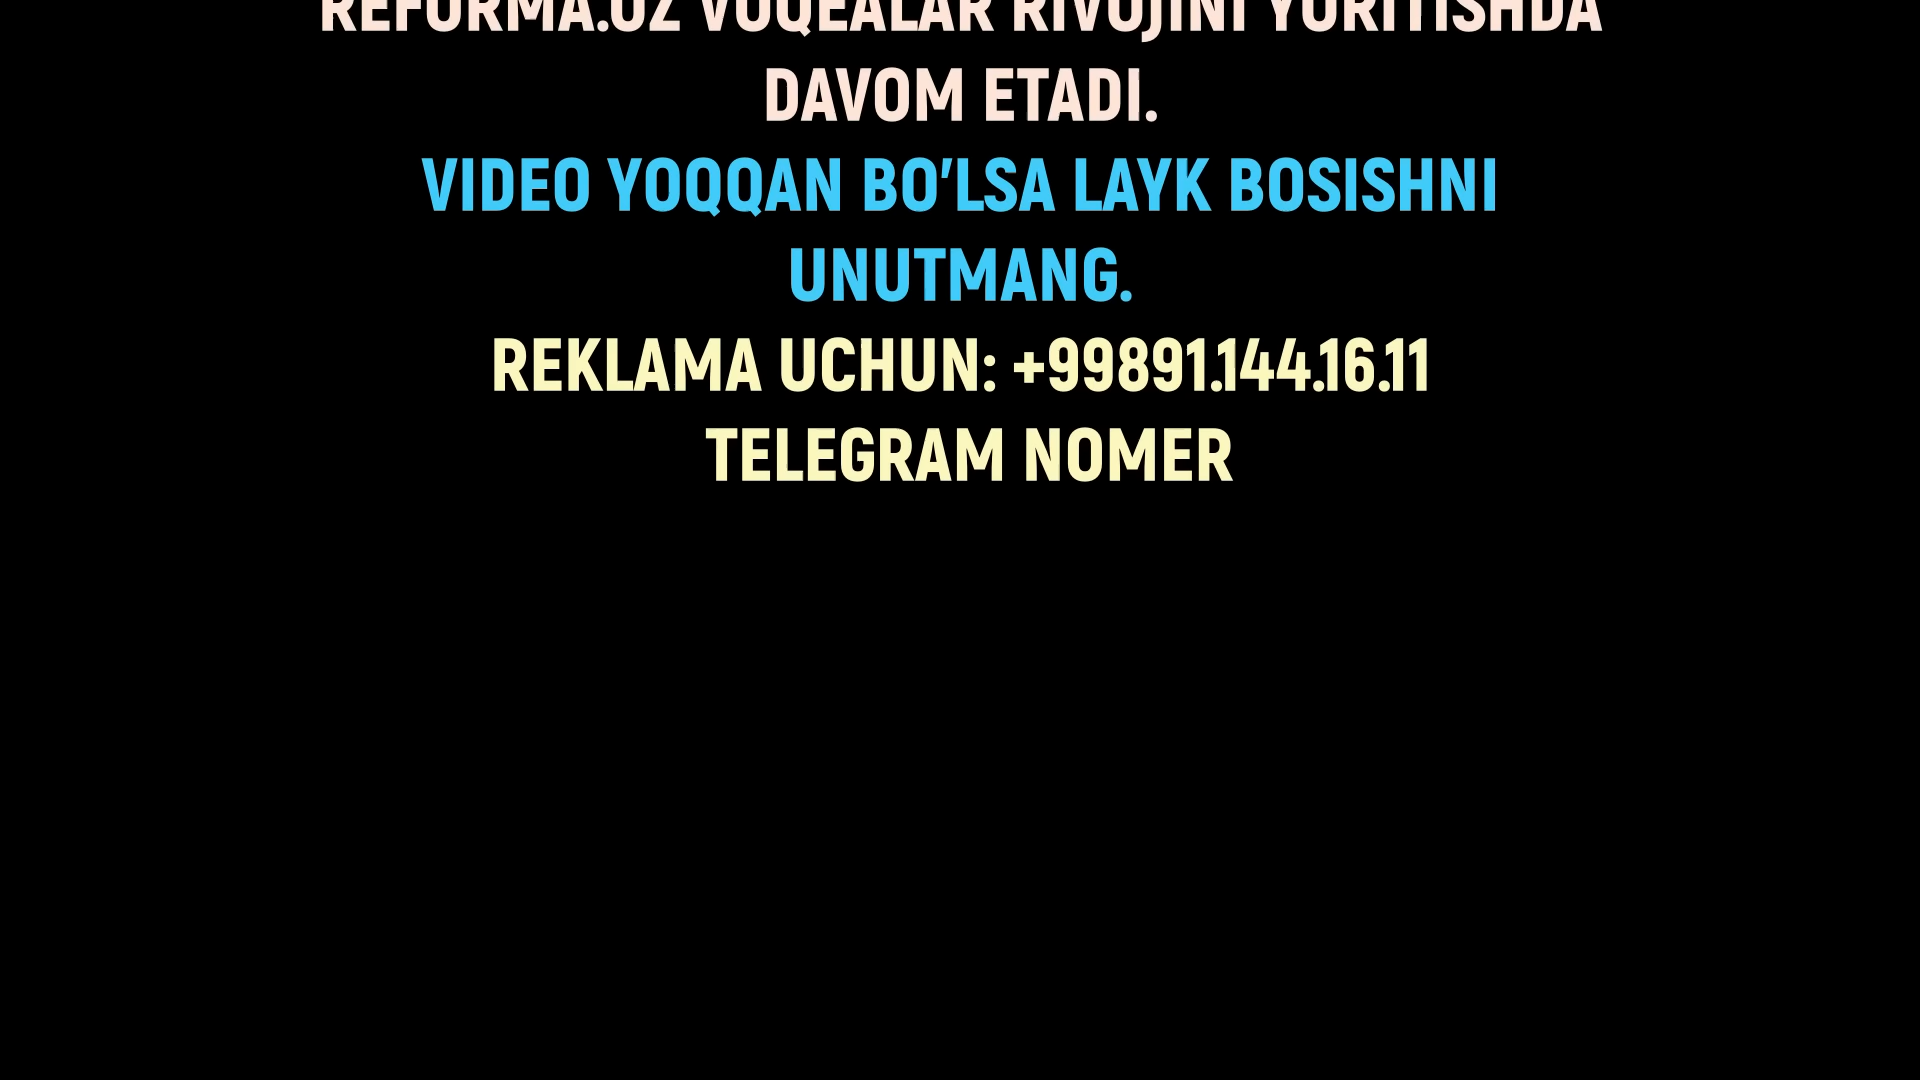 REFORMA.UZ VOQEALAR RIVOJINI YORITISHDA
DAVOM ETADI.
VIDEO YOQQAN BO'LSA LAYK BOSISHNI
UNUTMANG.
REKLAMA UCHUN: +99891.144.16.11
TELEGRAM NOMER